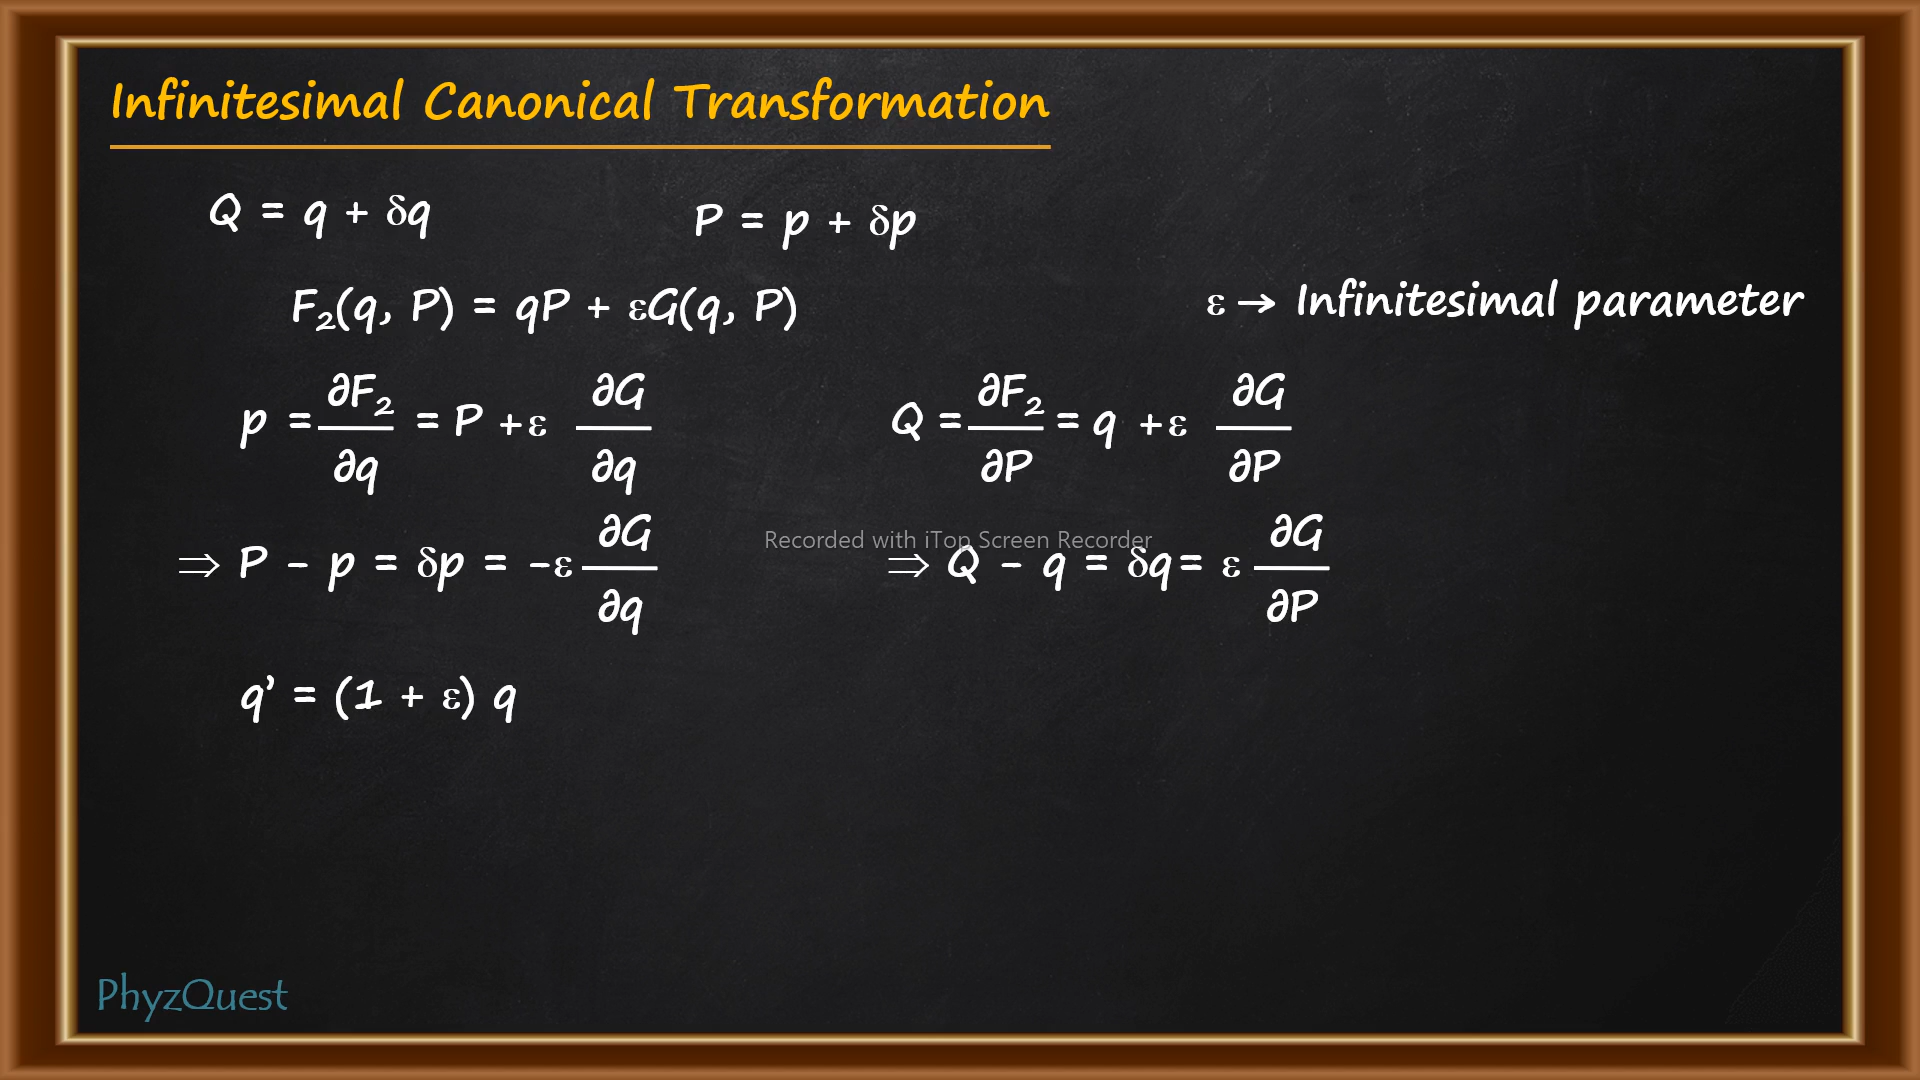 Infinitesimal Canonical Transformation
Q = q + δq P = p + δp
F₂(q, P) = qP + εG(q, P) ε → Infinitesimal parameter
p = ∂F₂/∂q = P + ε ∂G/∂q Q = ∂F₂/∂P = q + ε ∂G/∂P
Recorded with iTop Screen Recorder
⇒ P - p = δp = -ε ∂G/∂q ⇒ Q - q = δq = ε ∂G/∂P
q’ = (1 + ε) q
PhyzQuest